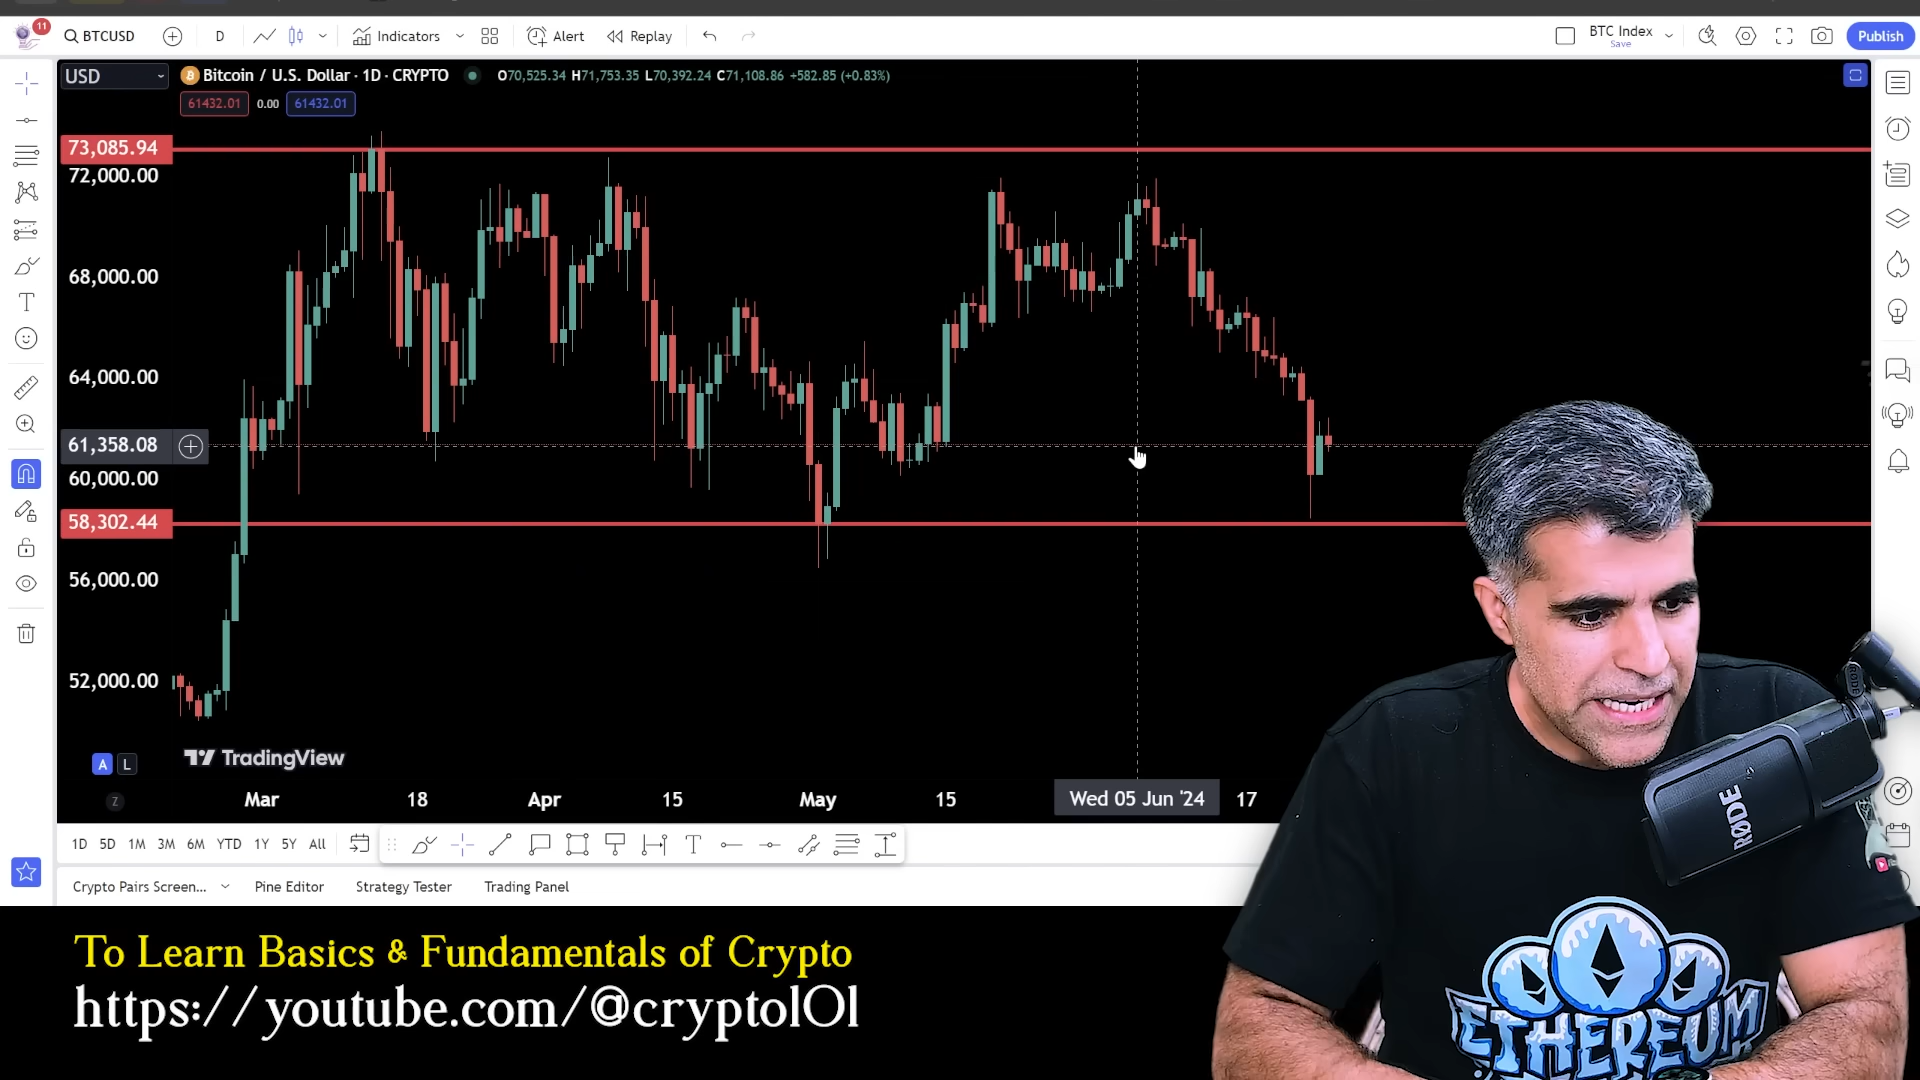 11
BTCUSD
D
Indicators
Alert
Replay
BTC Index
Save
Publish
USD
Bitcoin / U.S. Dollar · 1D · CRYPTO
O70,525.34 H71,753.35 L70,392.24 C71,108.86 +582.85 (+0.83%)
61432.01 0.00 61432.01
73,085.94
72,000.00
68,000.00
64,000.00
61,358.08
60,000.00
58,302.44
56,000.00
52,000.00
TradingView
A L
Z
Mar 18 Apr 15 May 15 Wed 05 Jun '24 17
1D 5D 1M 3M 6M YTD 1Y 5Y All
Crypto Pairs Screen... Pine Editor Strategy Tester Trading Panel
RØDE
RØDE
To Learn Basics & Fundamentals of Crypto
https://youtube.com/@crypto101
ETHEREUM